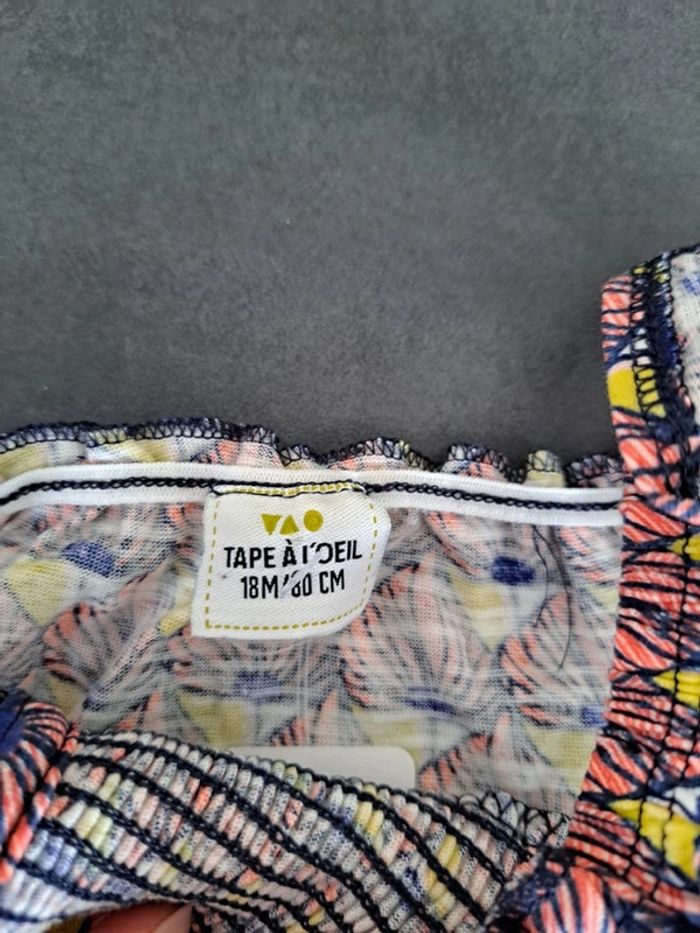 TAPE À L'OEIL
18M/80 CM